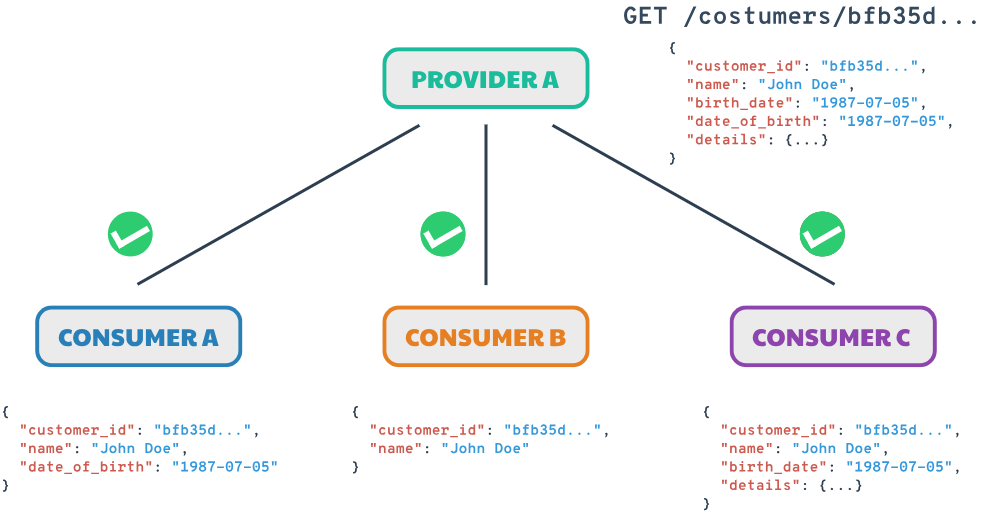 GET /costumers/bfb35d...
{
"customer_id": "bfb35d...",
"name": "John Doe",
"birth_date": "1987-07-05",
"date_of_birth": "1987-07-05",
"details": {...}
}
PROVIDER A
CONSUMER A
CONSUMER B
CONSUMER C
{
"customer_id": "bfb35d...",
"name": "John Doe",
"date_of_birth": "1987-07-05"
}
{
"customer_id": "bfb35d...",
"name": "John Doe"
}
{
"customer_id": "bfb35d...",
"name": "John Doe",
"birth_date": "1987-07-05",
"details": {...}
}